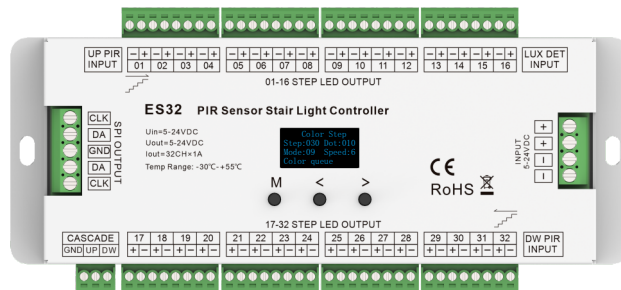 UP PIR INPUT
- + - + - + - +
01 02 03 04
- + - + - + - +
05 06 07 08
- + - + - + - +
09 10 11 12
- + - + - + - +
13 14 15 16
LUX DET INPUT
01-16 STEP LED OUTPUT
ES32 PIR Sensor Stair Light Controller
Uin=5-24VDC
Uout=5-24VDC
Iout=32CH×1A
Temp Range: -30℃-+55℃
CLK
DA
GND
DA
CLK
SPI OUTPUT
Color Step
Step:030 Dot:010
Mode:09 Speed:6
Color queue
M < >
CE
RoHS
INPUT
5-24VDC
+
+
-
-
17-32 STEP LED OUTPUT
CASCADE
GND UP DW
17 18 19 20
+ - + - + - + -
21 22 23 24
+ - + - + - + -
25 26 27 28
+ - + - + - + -
29 30 31 32
+ - + - + - + -
DW PIR INPUT